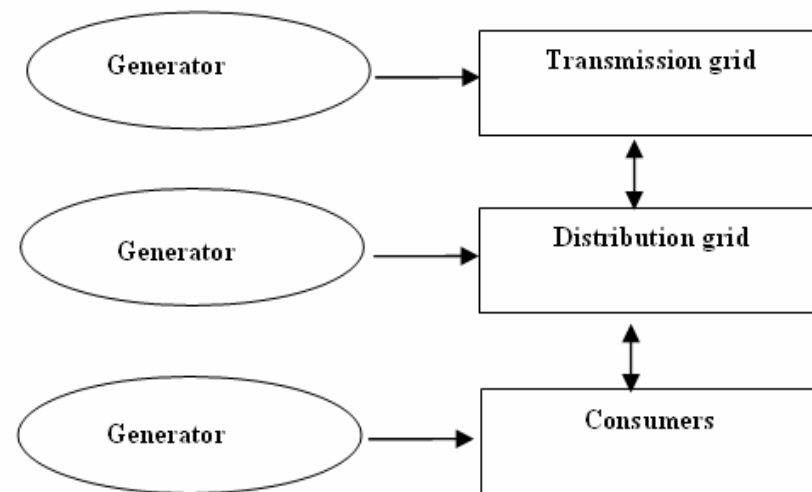 Generator
Transmission grid
Generator
Distribution grid
Generator
Consumers